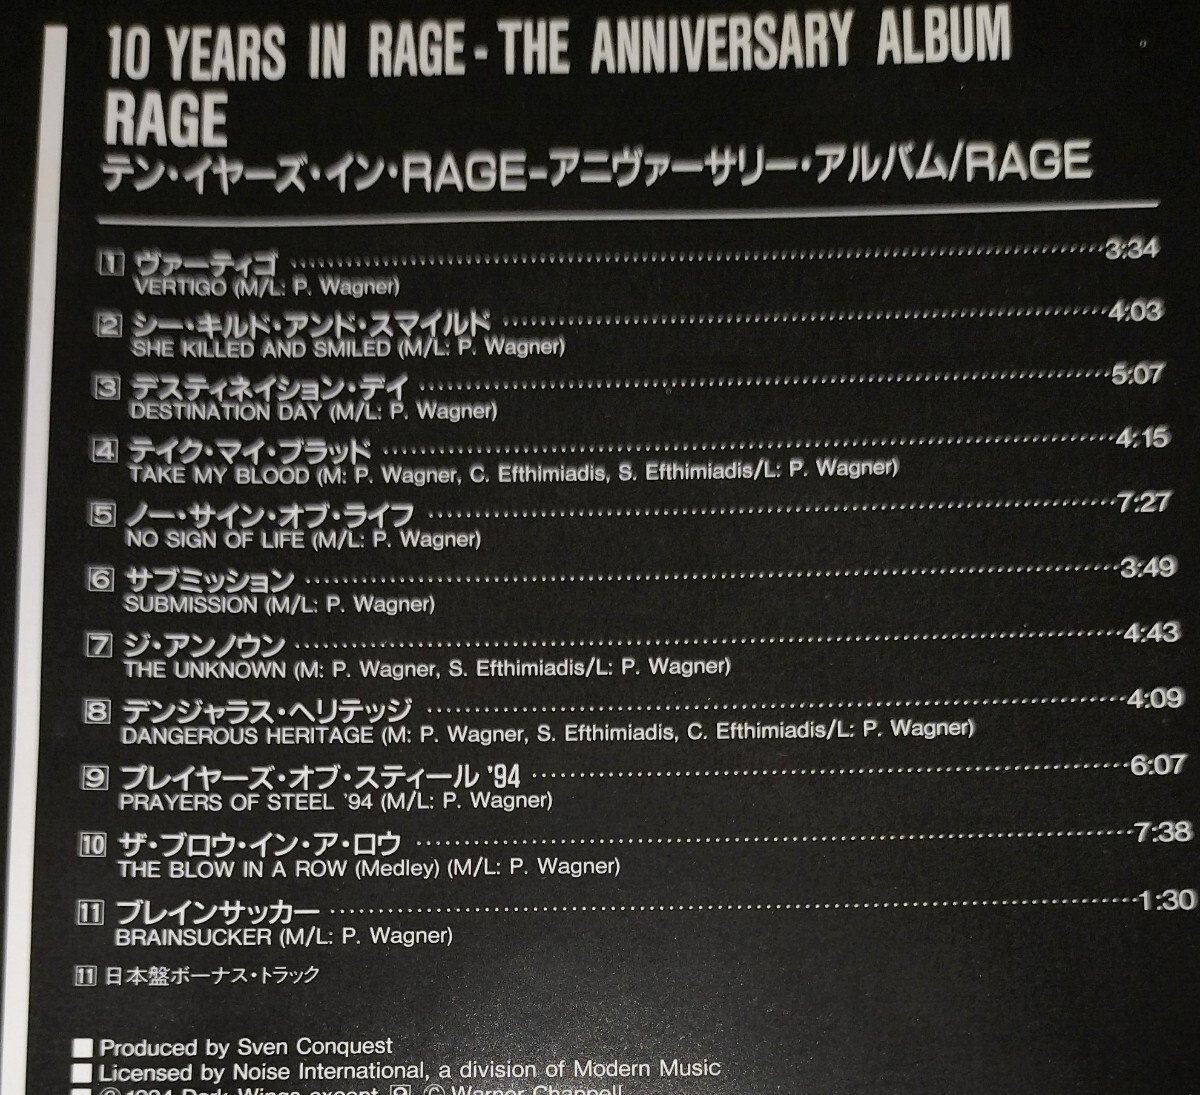 10 YEARS IN RAGE - THE ANNIVERSARY ALBUM
RAGE
テン・イヤーズ・イン・RAGE−アニヴァーサリー・アルバム/RAGE
1 ヴァーティゴ 3:34
VERTIGO (M/L: P. Wagner)
2 シー・キルド・アンド・スマイルド 4:03
SHE KILLED AND SMILED (M/L: P. Wagner)
3 デスティネイション・デイ 5:07
DESTINATION DAY (M/L: P. Wagner)
4 テイク・マイ・ブラッド 4:15
TAKE MY BLOOD (M: P. Wagner, C. Efthimiadis, S. Efthimiadis/L: P. Wagner)
5 ノー・サイン・オブ・ライフ 7:27
NO SIGN OF LIFE (M/L: P. Wagner)
6 サブミッション 3:49
SUBMISSION (M/L: P. Wagner)
7 ジ・アンノウン 4:43
THE UNKNOWN (M: P. Wagner, S. Efthimiadis/L: P. Wagner)
8 デンジャラス・ヘリテッジ 4:09
DANGEROUS HERITAGE (M: P. Wagner, S. Efthimiadis, C. Efthimiadis/L: P. Wagner)
9 プレイヤーズ・オブ・スティール '94 6:07
PRAYERS OF STEEL '94 (M/L: P. Wagner)
10 ザ・ブロウ・イン・ア・ロウ 7:38
THE BLOW IN A ROW (Medley) (M/L: P. Wagner)
11 ブレインサッカー 1:30
BRAINSUCKER (M/L: P. Wagner)
11 日本盤ボーナス・トラック
■ Produced by Sven Conquest
■ Licensed by Noise International, a division of Modern Music
■ ℗ 1994 Dark Wings except 9 © Warner Chappell